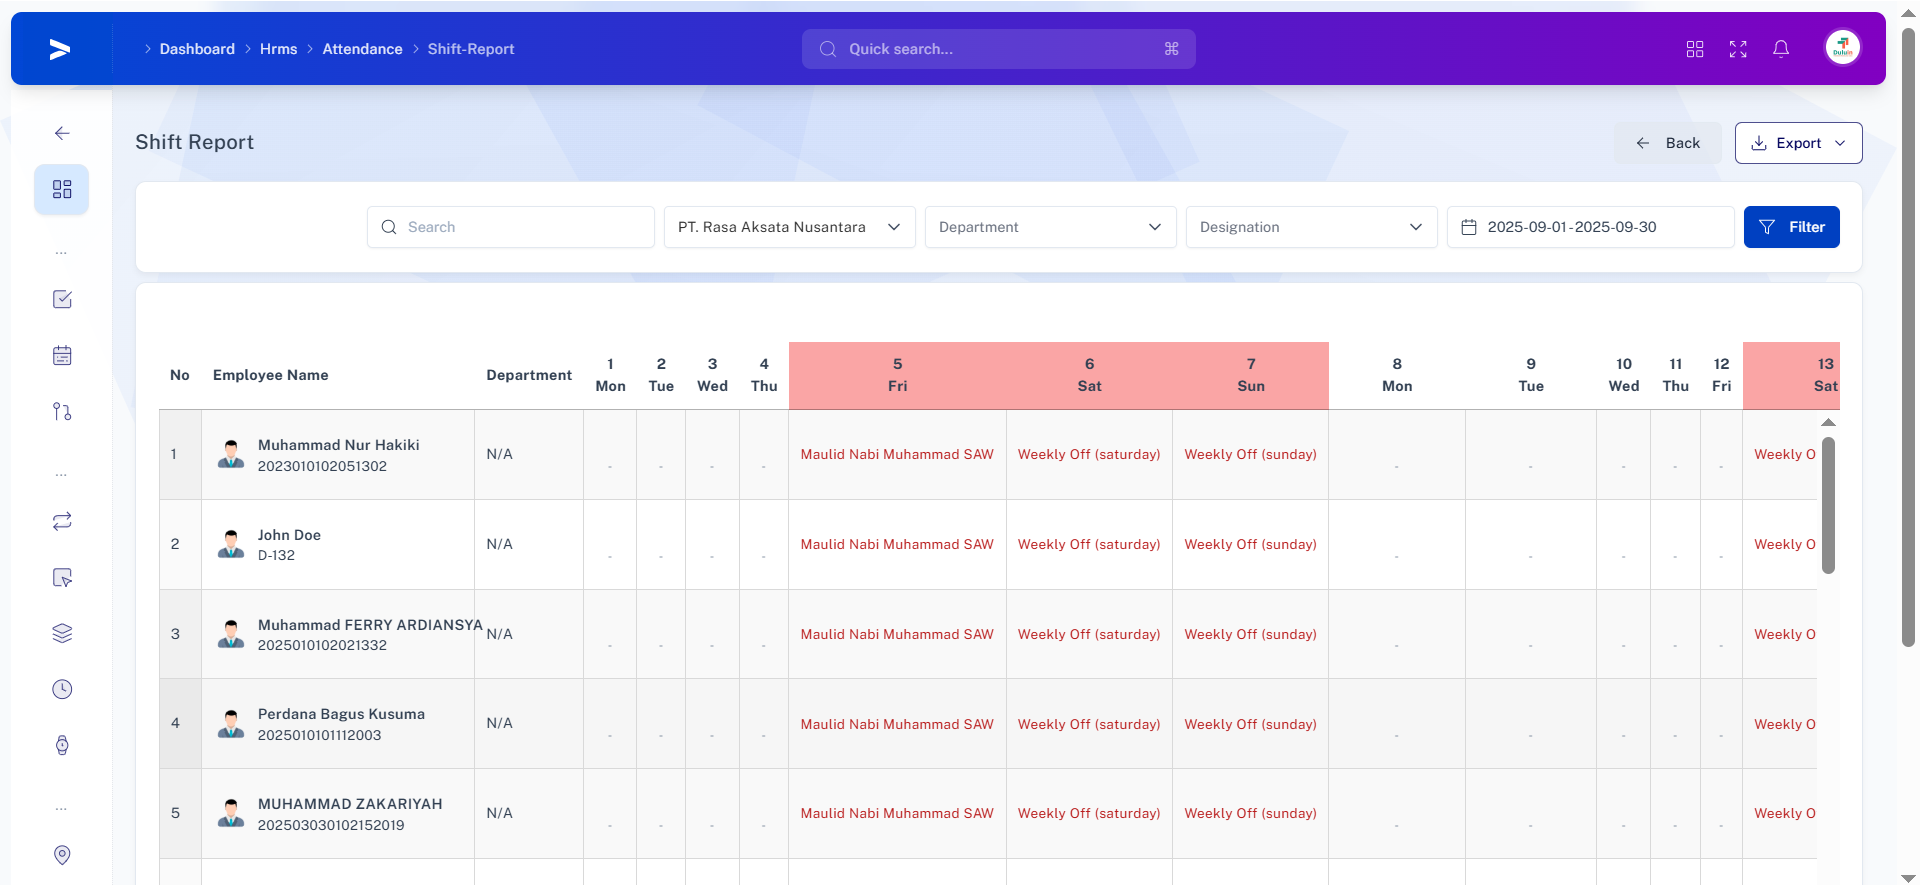 Dashboard > Hrms > Attendance > Shift-Report
Quick search...
⌘
Duluin
Shift Report
Back
Export
Search
PT. Rasa Aksata Nusantara
Department
Designation
2025-09-01 - 2025-09-30
Filter
No Employee Name Department 1 Mon 2 Tue 3 Wed 4 Thu 5 Fri 6 Sat 7 Sun 8 Mon 9 Tue 10 Wed 11 Thu 12 Fri 13 Sat
1 Muhammad Nur Hakiki N/A - - - - Maulid Nabi Muhammad SAW Weekly Off (saturday) Weekly Off (sunday) - - - - - Weekly O
2023010102051302
2 John Doe N/A - - - - Maulid Nabi Muhammad SAW Weekly Off (saturday) Weekly Off (sunday) - - - - - Weekly O
D-132
3 Muhammad FERRY ARDIANSYA N/A - - - - Maulid Nabi Muhammad SAW Weekly Off (saturday) Weekly Off (sunday) - - - - - Weekly O
2025010102021332
4 Perdana Bagus Kusuma N/A - - - - Maulid Nabi Muhammad SAW Weekly Off (saturday) Weekly Off (sunday) - - - - - Weekly O
2025010101112003
5 MUHAMMAD ZAKARIYAH N/A - - - - Maulid Nabi Muhammad SAW Weekly Off (saturday) Weekly Off (sunday) - - - - - Weekly O
202503030102152019